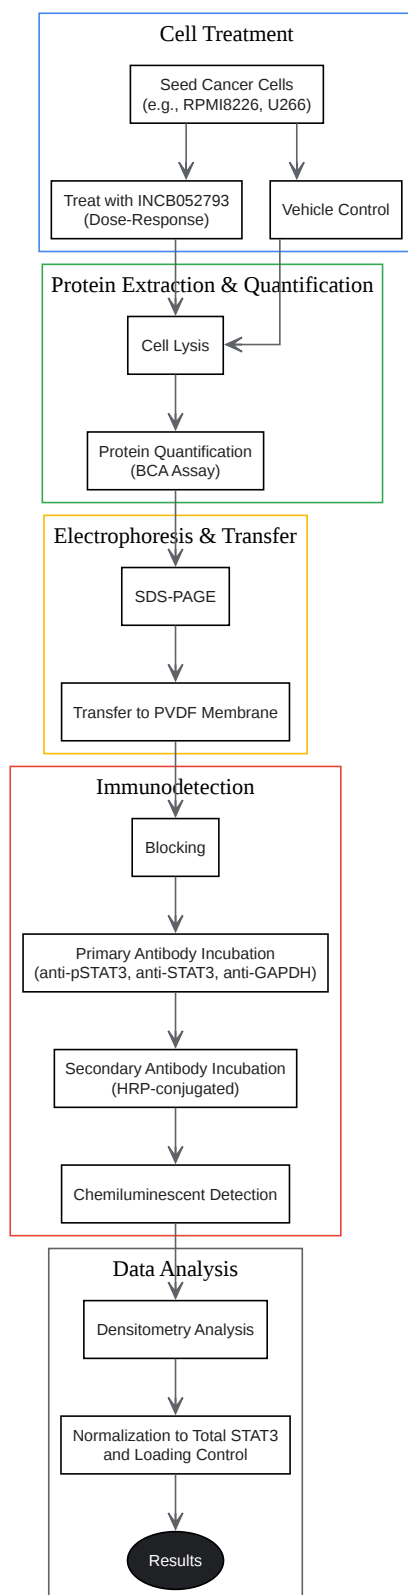 Cell Treatment
Seed Cancer Cells
(e.g., RPMI8226, U266)
Treat with INCB052793
(Dose-Response)
Vehicle Control
Protein Extraction & Quantification
Cell Lysis
Protein Quantification
(BCA Assay)
Electrophoresis & Transfer
SDS-PAGE
Transfer to PVDF Membrane
Immunodetection
Blocking
Primary Antibody Incubation
(anti-pSTAT3, anti-STAT3, anti-GAPDH)
Secondary Antibody Incubation
(HRP-conjugated)
Chemiluminescent Detection
Data Analysis
Densitometry Analysis
Normalization to Total STAT3
and Loading Control
Results